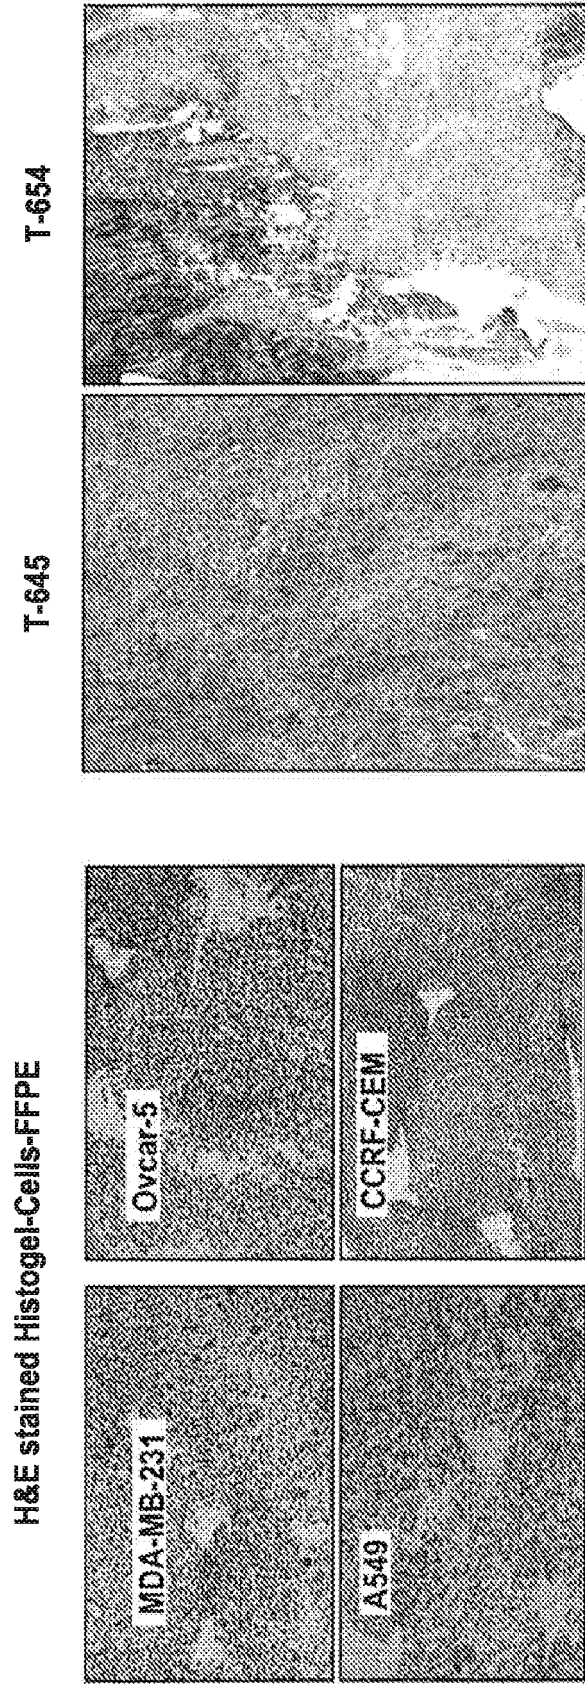 H&E stained Histogel-Cells-FFPE
MDA-MB-231
Ovcar-5
A549
CCRF-CEM
T-645
T-654